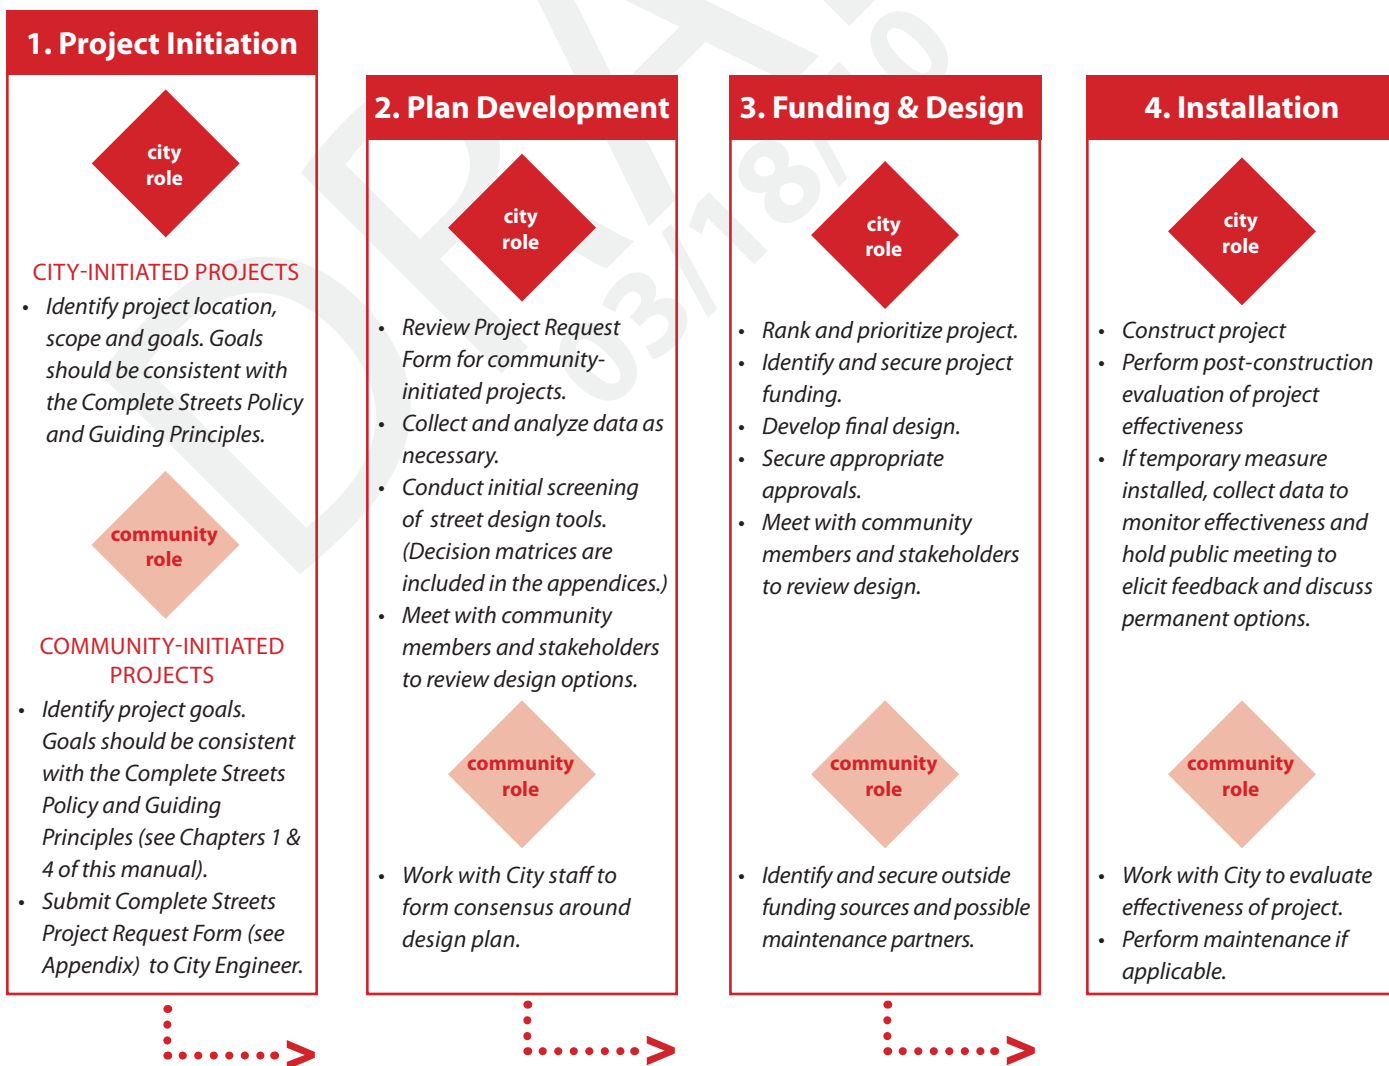 1. Project Initiation
city
role
CITY-INITIATED PROJECTS
• Identify project location,
scope and goals. Goals
should be consistent with
the Complete Streets Policy
and Guiding Principles.
community
role
COMMUNITY-INITIATED
PROJECTS
• Identify project goals.
Goals should be consistent
with the Complete Streets
Policy and Guiding
Principles (see Chapters 1 &
4 of this manual).
• Submit Complete Streets
Project Request Form (see
Appendix) to City Engineer.
2. Plan Development
city
role
• Review Project Request
Form for community-
initiated projects.
• Collect and analyze data as
necessary.
• Conduct initial screening
of street design tools.
(Decision matrices are
included in the appendices.)
• Meet with community
members and stakeholders
to review design options.
community
role
• Work with City staff to
form consensus around
design plan.
3. Funding & Design
city
role
• Rank and prioritize project.
• Identify and secure project
funding.
• Develop final design.
• Secure appropriate
approvals.
• Meet with community
members and stakeholders
to review design.
community
role
• Identify and secure outside
funding sources and possible
maintenance partners.
4. Installation
city
role
• Construct project
• Perform post-construction
evaluation of project
effectiveness
• If temporary measure
installed, collect data to
monitor effectiveness and
hold public meeting to
elicit feedback and discuss
permanent options.
community
role
• Work with City to evaluate
effectiveness of project.
• Perform maintenance if
applicable.